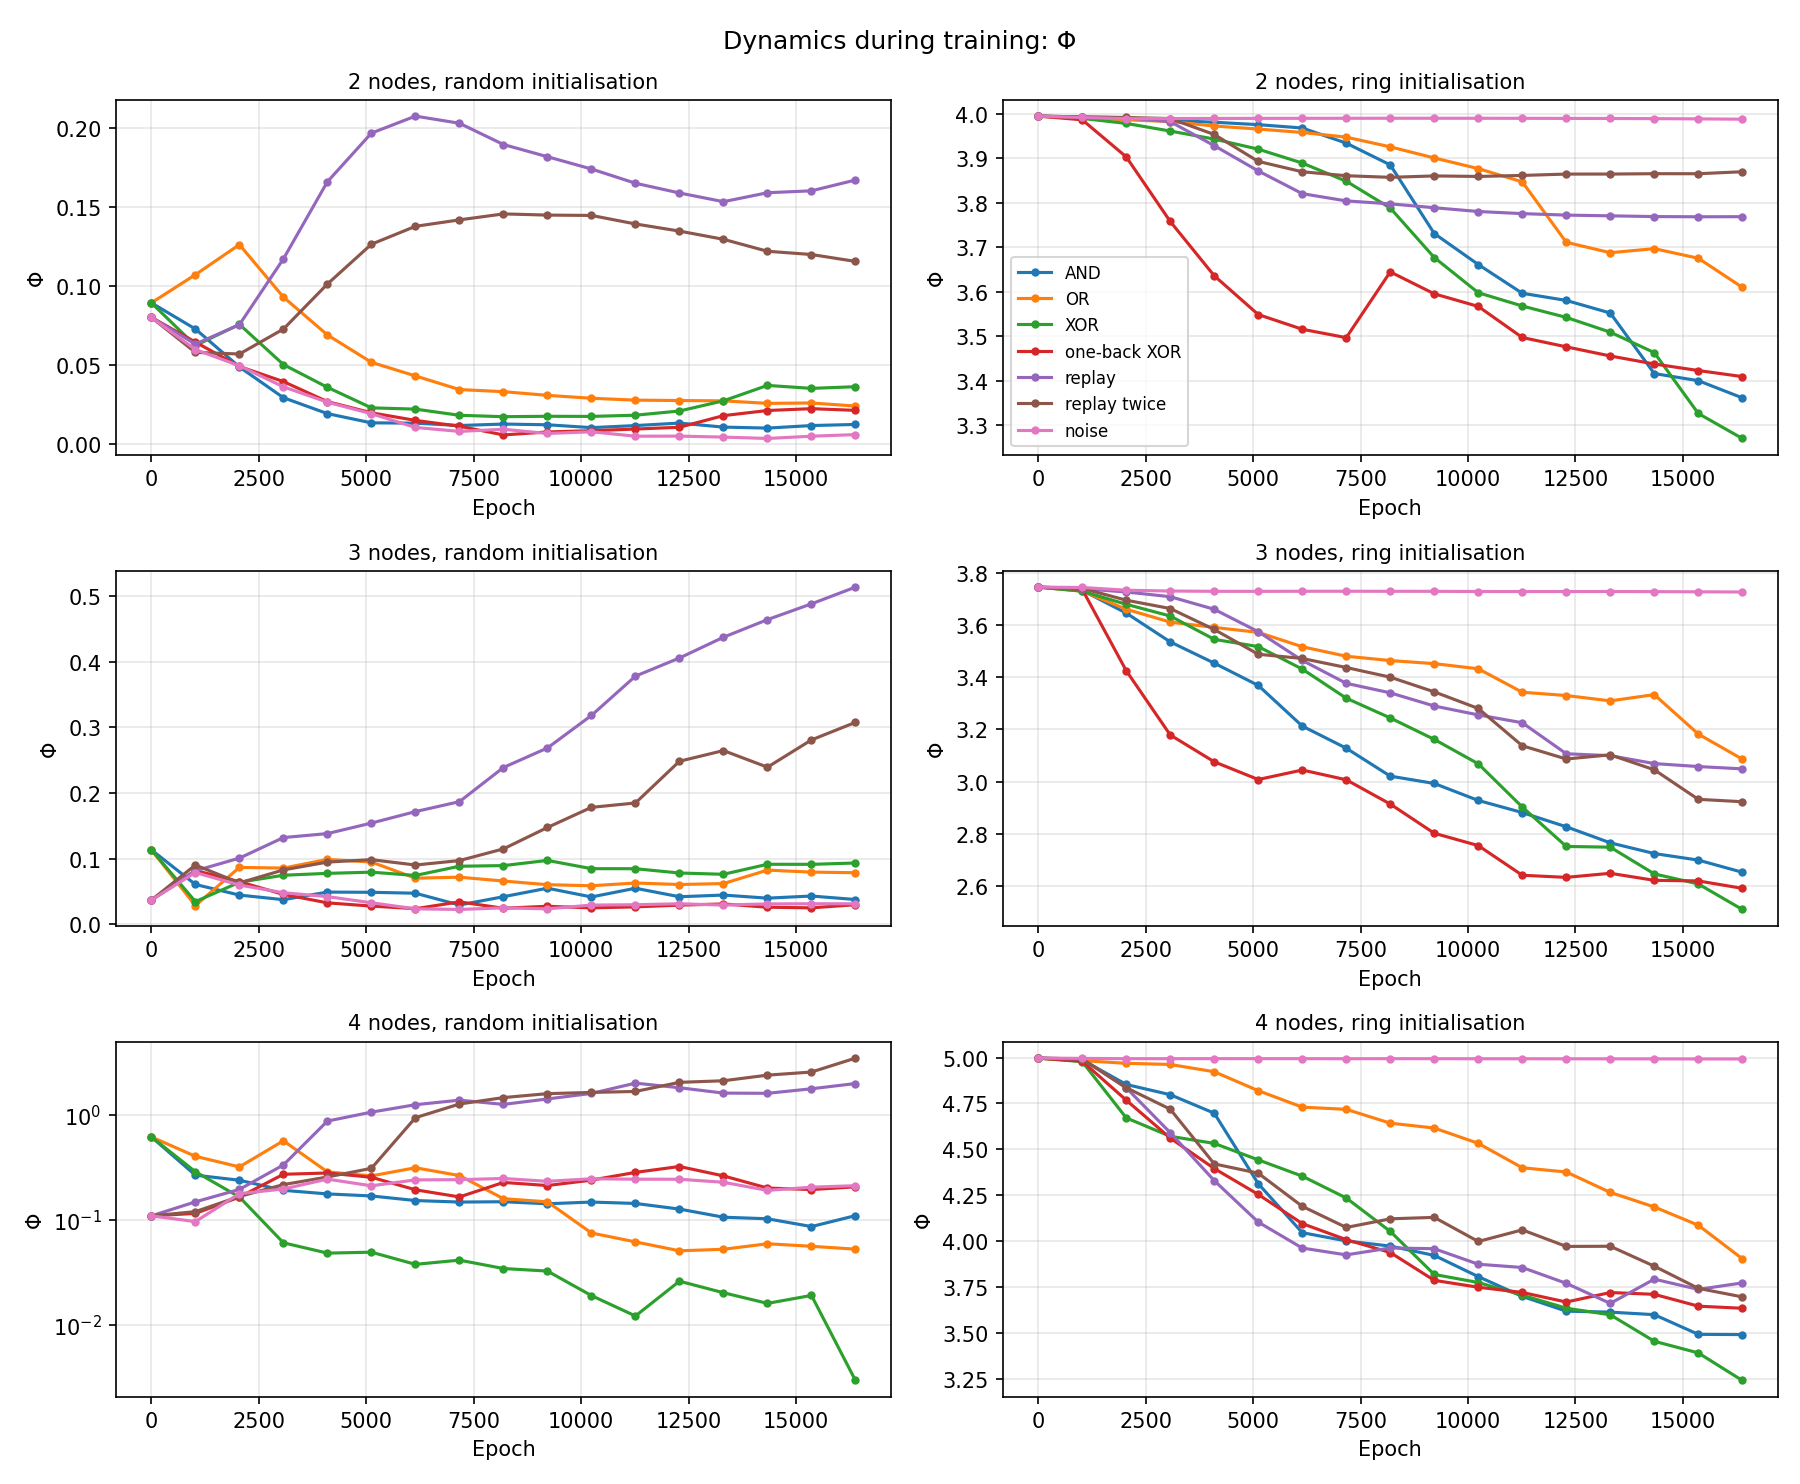 Dynamics during training: Φ
2 nodes, random initialisation
0.20
0.15
0.10
0.05
0.00
Φ
0 2500 5000 7500 10000 12500 15000
Epoch
2 nodes, ring initialisation
4.0
3.9
3.8
3.7
3.6
3.5
3.4
3.3
Φ
AND
OR
XOR
one-back XOR
replay
replay twice
noise
0 2500 5000 7500 10000 12500 15000
Epoch
3 nodes, random initialisation
0.5
0.4
0.3
0.2
0.1
0.0
Φ
0 2500 5000 7500 10000 12500 15000
Epoch
3 nodes, ring initialisation
3.8
3.6
3.4
3.2
3.0
2.8
2.6
Φ
0 2500 5000 7500 10000 12500 15000
Epoch
4 nodes, random initialisation
10⁰
10⁻¹
10⁻²
Φ
0 2500 5000 7500 10000 12500 15000
Epoch
4 nodes, ring initialisation
5.00
4.75
4.50
4.25
4.00
3.75
3.50
3.25
Φ
0 2500 5000 7500 10000 12500 15000
Epoch